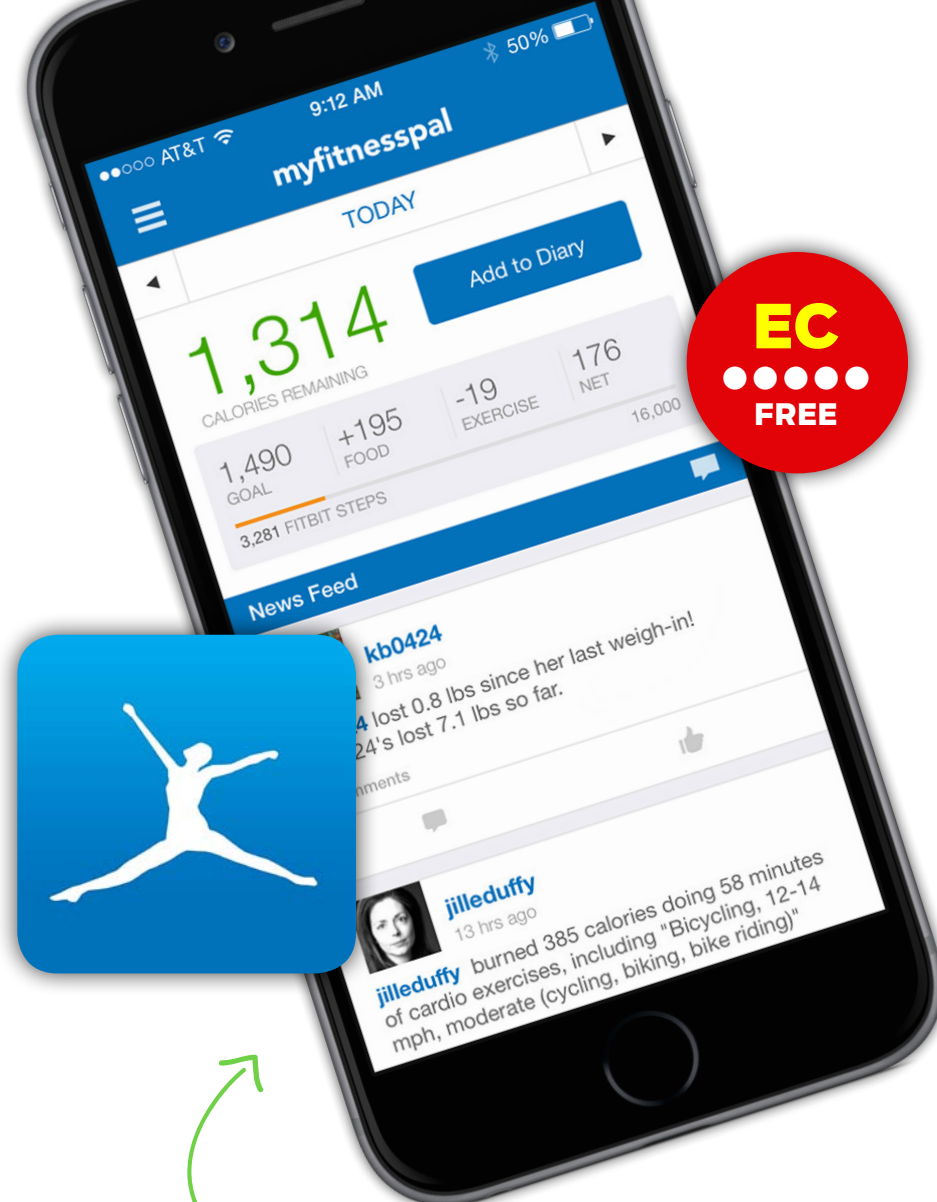 AT&T
9:12 AM
50%
myfitnesspal
TODAY
1,314
CALORIES REMAINING
Add to Diary
1,490
GOAL
+195
FOOD
-19
EXERCISE
176
NET
3,281 FITBIT STEPS
16,000
News Feed
kb0424
3 hrs ago
4 lost 0.8 lbs since her last weigh-in!
24's lost 7.1 lbs so far.
mments
jilleduffy
13 hrs ago
jilleduffy burned 385 calories doing 58 minutes
of cardio exercises, including "Bicycling, 12-14
mph, moderate (cycling, biking, bike riding)"
EC
FREE